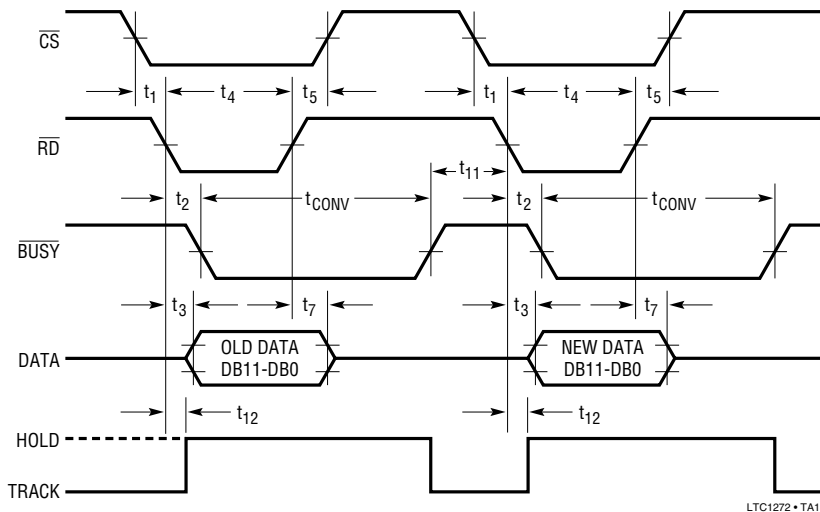 CS
t1 t4 t5 t1 t4 t5
RD
t11
t2 tCONV t2 tCONV
BUSY
t3 t7 t3 t7
DATA
OLD DATA
DB11-DB0
NEW DATA
DB11-DB0
t12 t12
HOLD
TRACK
LTC1272 • TA1